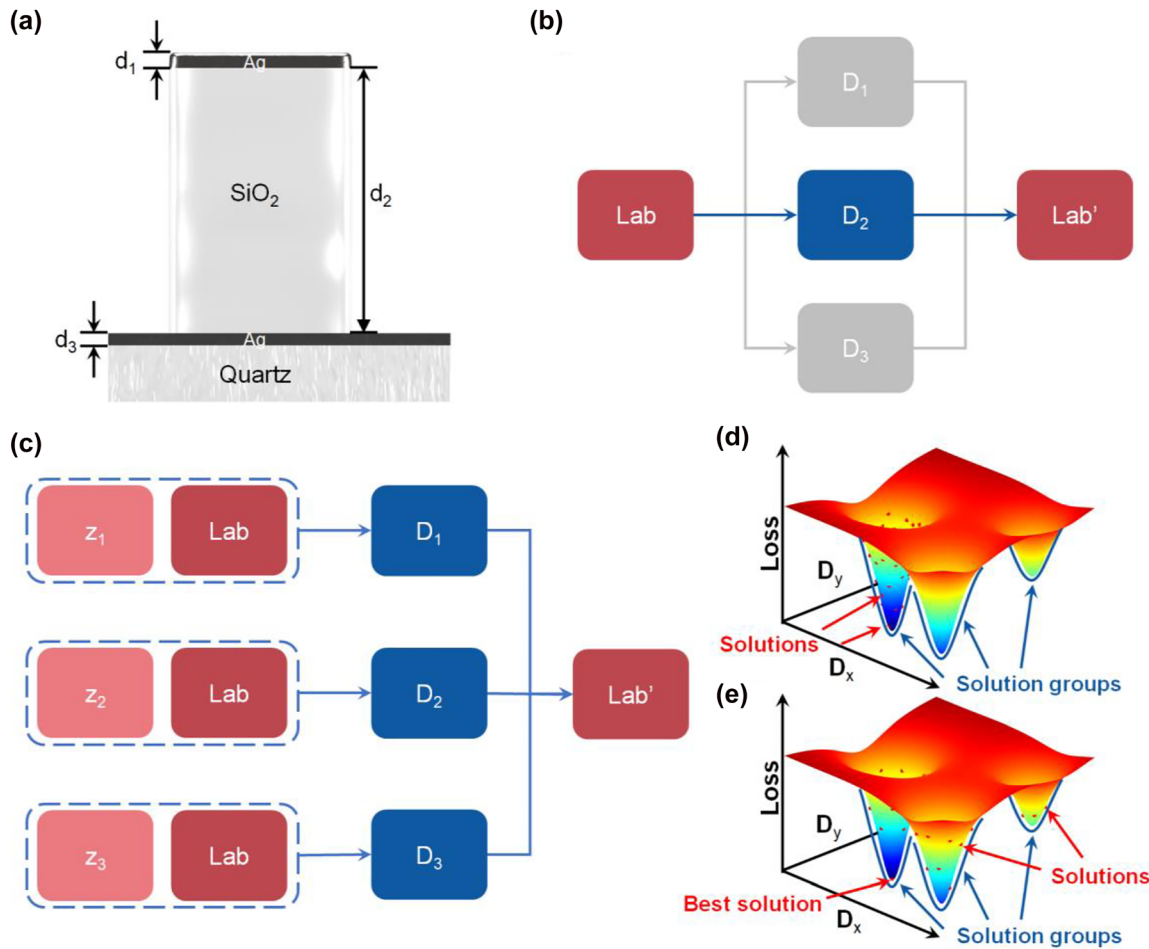 (a)
d₁
Ag
SiO₂
d₂
d₃
Ag
Quartz
(b)
D₁
Lab
D₂
Lab'
D₃
(c)
z₁
Lab
D₁
z₂
Lab
D₂
Lab'
z₃
Lab
D₃
(d)
Loss
Dy
Solutions
Dx
Solution groups
(e)
Loss
Dy
Solutions
Best solution
Dx
Solution groups